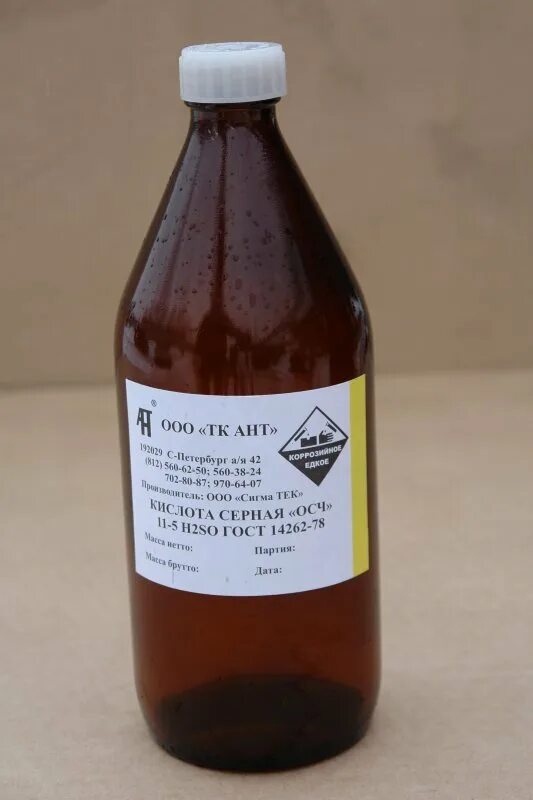 АНТ ® ООО «ТК АНТ»
192029 С-Петербург а/я 42
(812) 560-62-50; 560-38-24
702-80-87; 970-64-07
Производитель: ООО «Сигма ТЕК»
КОРРОЗИЙНОЕ
ЕДКОЕ
КИСЛОТА СЕРНАЯ «ОСЧ»
11-5 H2SO ГОСТ 14262-78
Масса нетто: Партия:
Масса брутто: Дата: